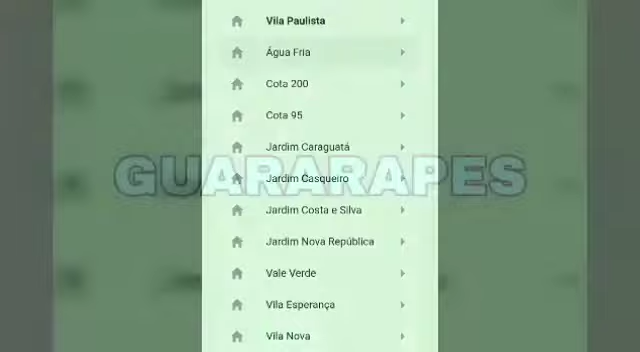 Vila Paulista
Água Fria
Cota 200
Cota 95
Jardim Caraguatá
GUARARAPES
Jardim Casqueiro
Jardim Costa e Silva
Jardim Nova República
Vale Verde
Vila Esperança
Vila Nova